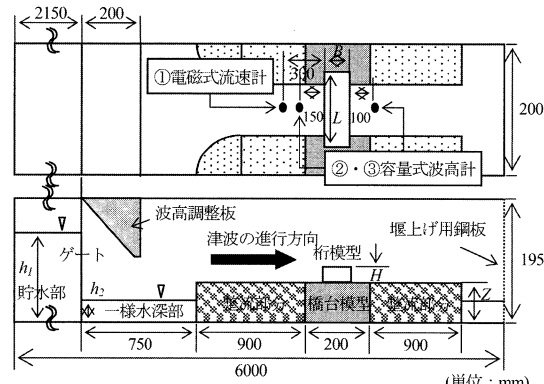 2150
200
B
300
①電磁式流速計
150
L
100
200
②・③容量式波高計
波高調整板
堰上げ用鋼板
ゲート
津波の進行方向
桁模型
H
195
h1
貯水部
h2
一様水深部
整流部分
橋台模型
整流部分
Z
750
900
200
900
6000
(単位：mm)